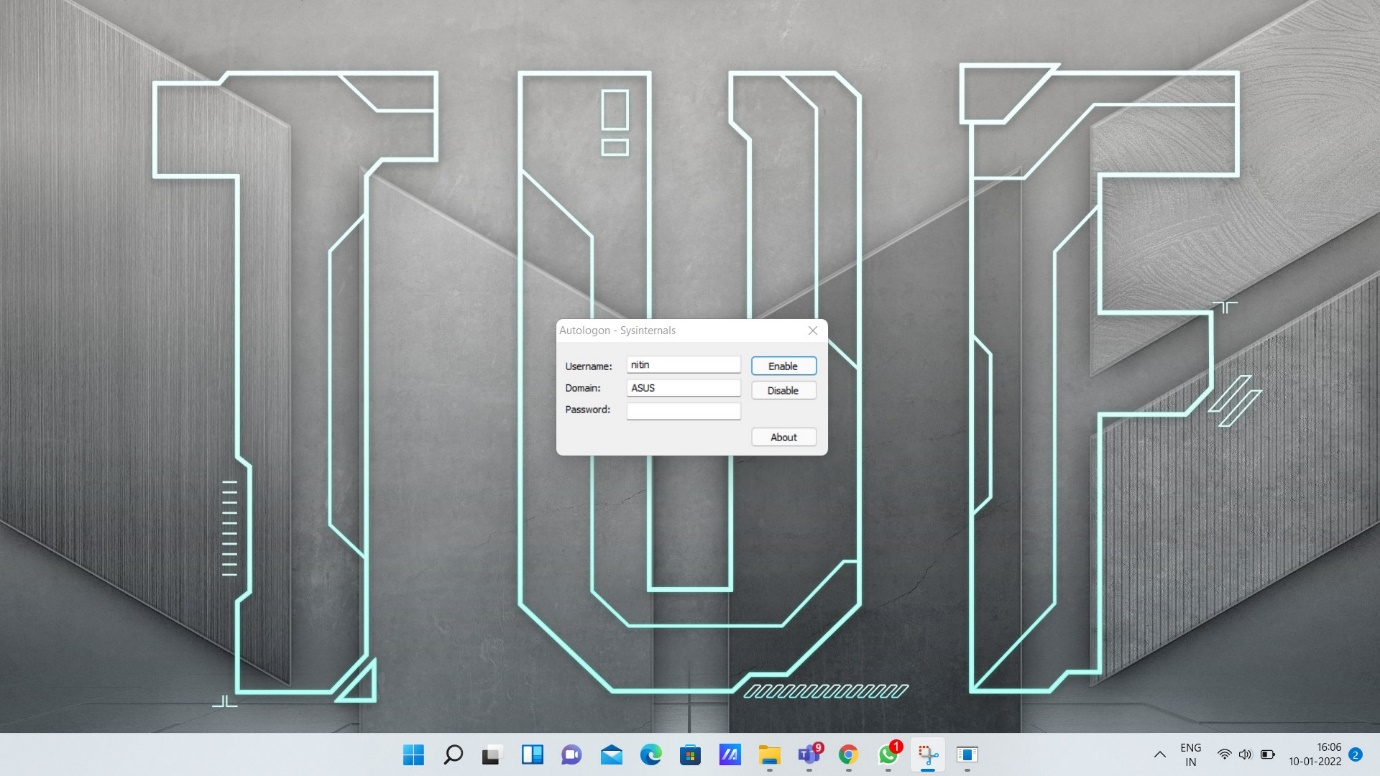 TUF
Autologon - Sysinternals
Username: nitin Enable
Domain: ASUS Disable
Password:
About
9
1
ENG
IN
16:06
10-01-2022
2